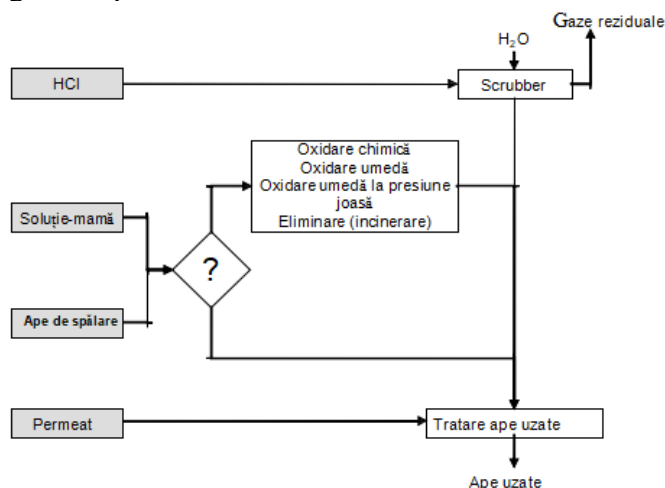 Gaze reziduale
H₂O
HCl
Scrubber
Oxidare chimică
Oxidare umedă
Oxidare umedă la presiune
joasă
Eliminare (incinerare)
Soluţie-mamă
?
Ape de spălare
Permeat
Tratare ape uzate
Ape uzate